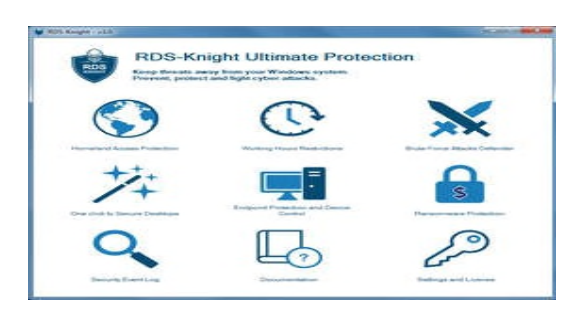 RDS-Knight - v3.0
RDS
RDS-Knight Ultimate Protection
Keep threats away from your Windows system.
Prevent, protect and fight cyber attacks.
Homeland Access Protection
Working Hours Restrictions
Brute-Force Attacks Defender
One click to Secure Desktops
Endpoint Protection and Device
Control
Ransomware Protection
$
Security Event Log
?
Documentation
Settings and License